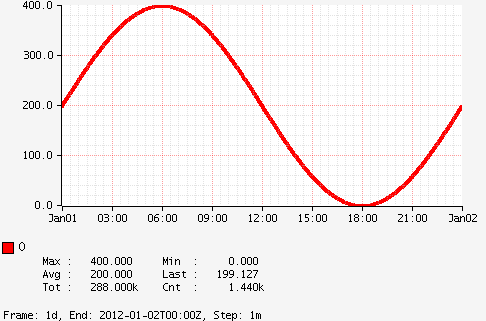 400.0
300.0
200.0
100.0
0.0
Jan01 03:00 06:00 09:00 12:00 15:00 18:00 21:00 Jan02
0
Max : 400.000 Min : 0.000
Avg : 200.000 Last : 199.127
Tot : 288.000k Cnt : 1.440k
Frame: 1d, End: 2012-01-02T00:00Z, Step: 1m